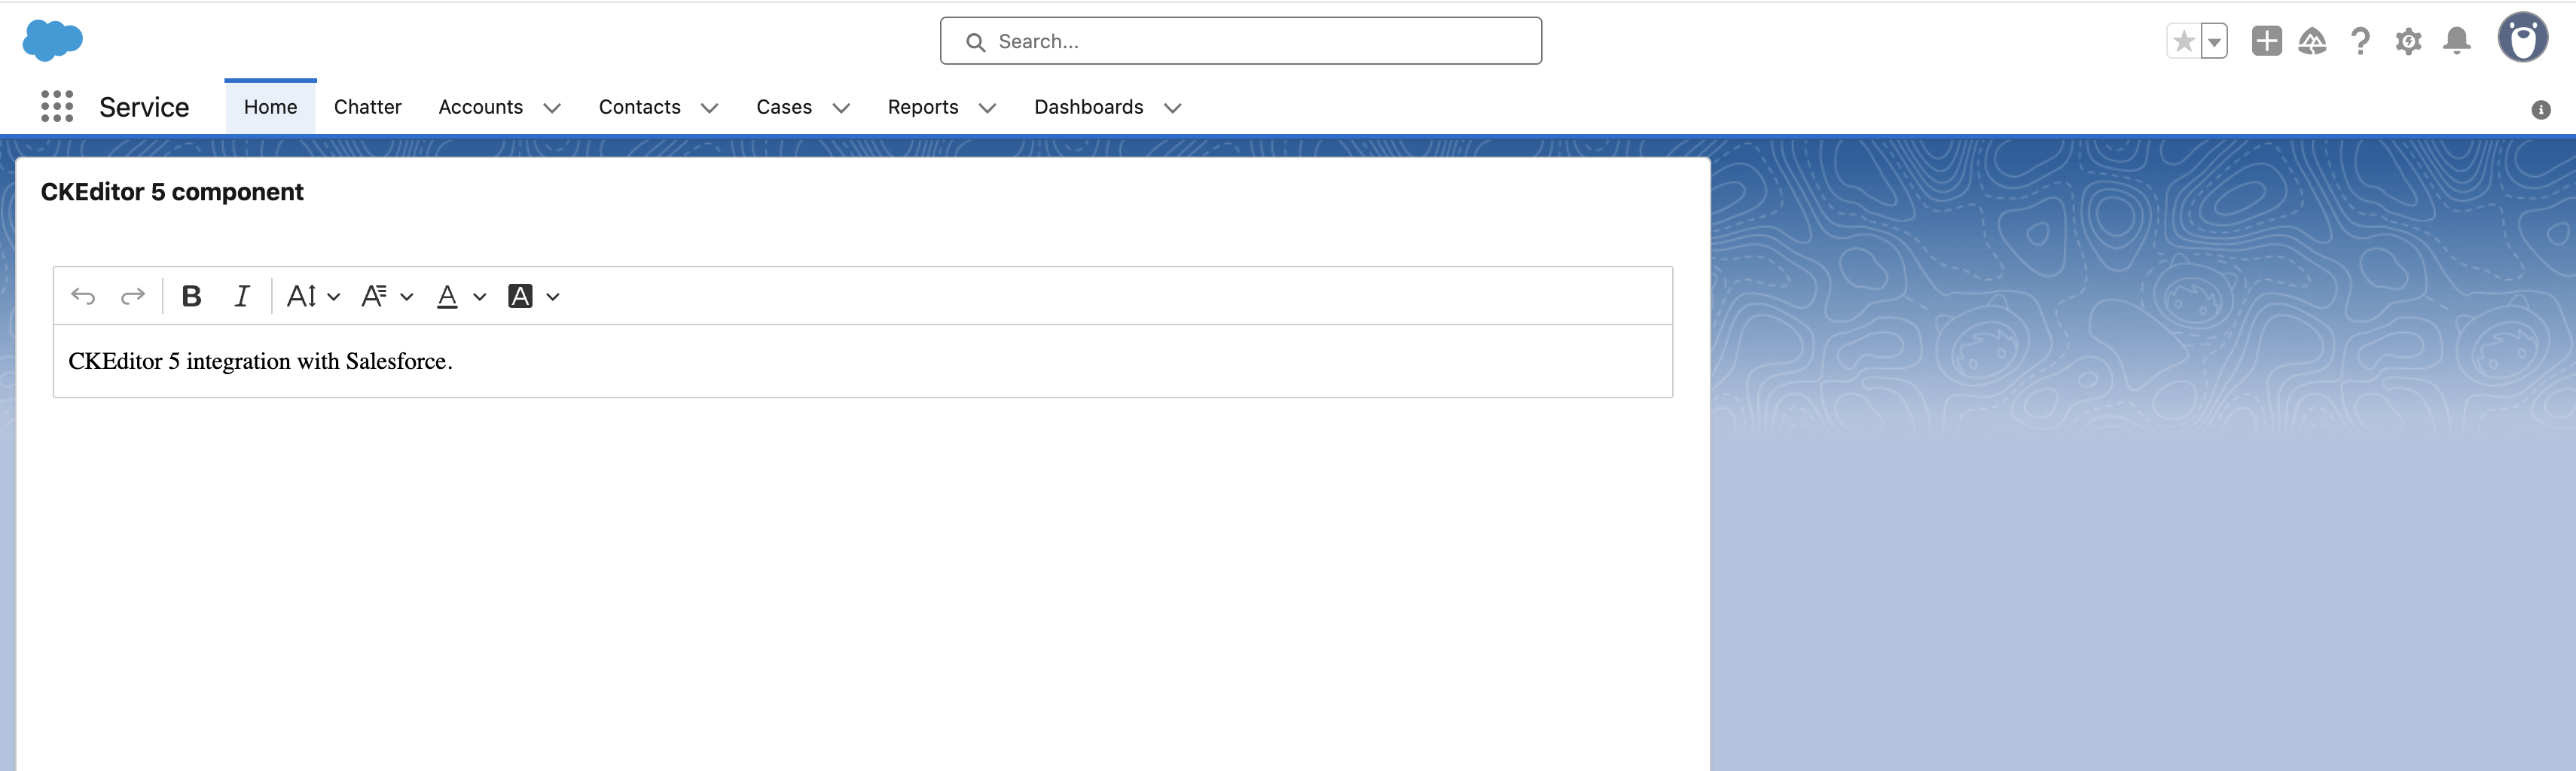 Search...
Service Home Chatter Accounts Contacts Cases Reports Dashboards
CKEditor 5 component
CKEditor 5 integration with Salesforce.